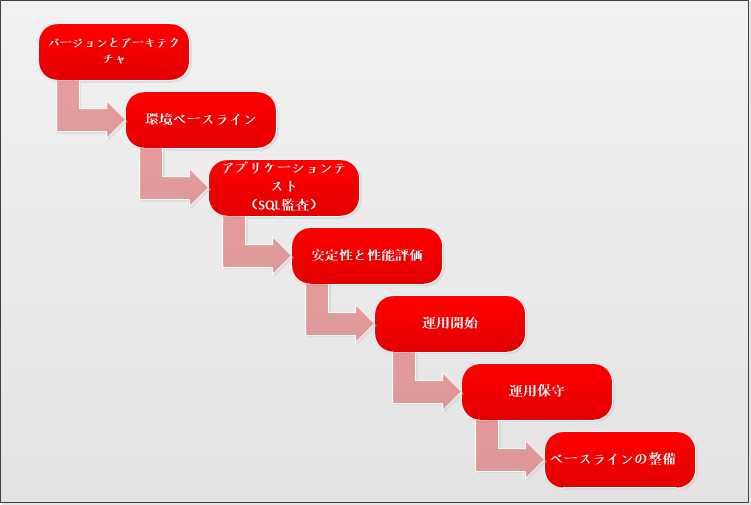 バージョンとアーキテク
チャ
環境ベースライン
アプリケーションテ
スト
（SQL監査）
安定性と性能評価
運用開始
運用保守
ベースラインの整備